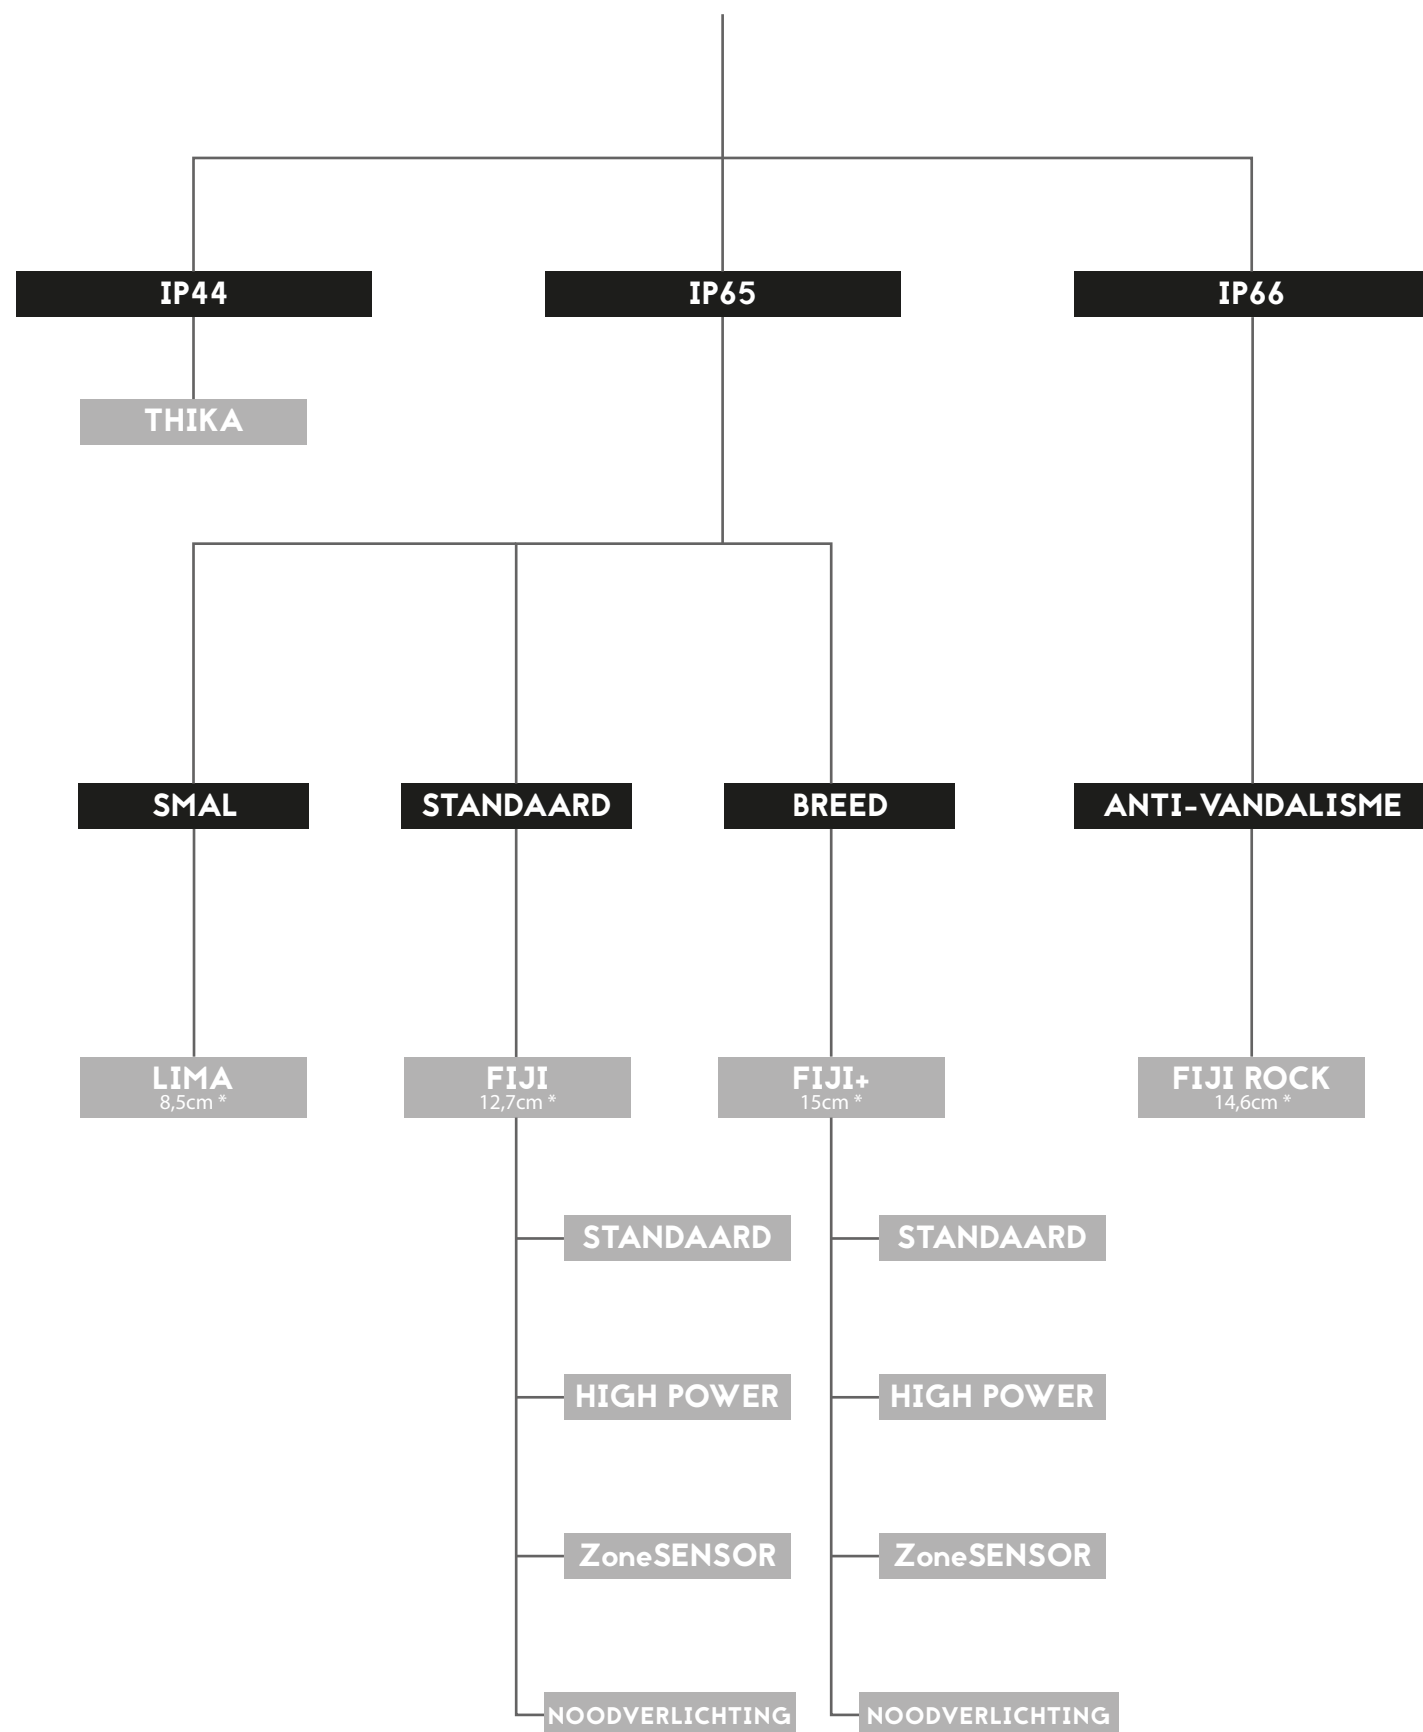 IP44
IP65
IP66
THIKA
SMAL
STANDAARD
BREED
ANTI-VANDALISME
LIMA
8,5cm *
FIJI
12,7cm *
FIJI+
15cm *
FIJI ROCK
14,6cm *
STANDAARD
STANDAARD
HIGH POWER
HIGH POWER
ZoneSENSOR
ZoneSENSOR
NOODVERLICHTING
NOODVERLICHTING